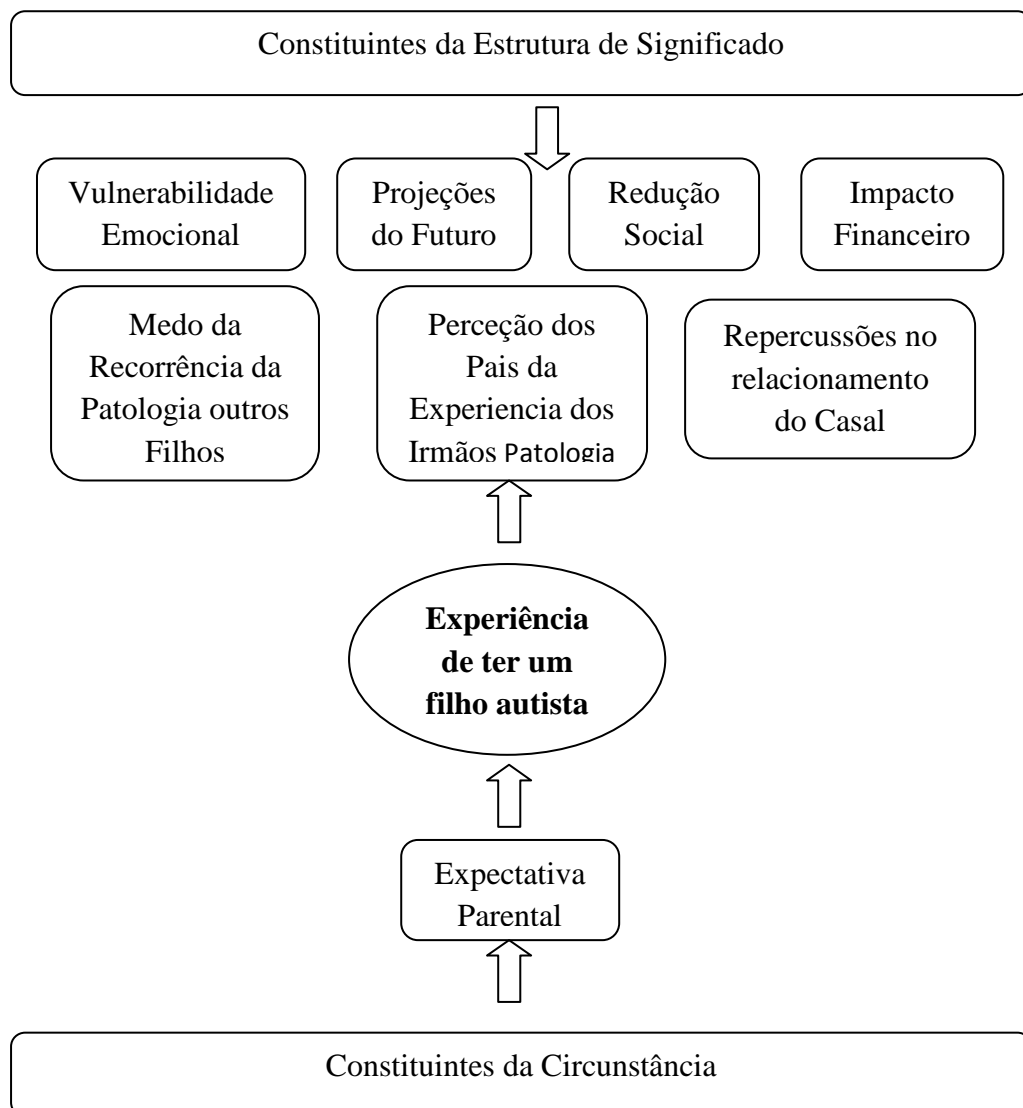 Constituintes da Estrutura de Significado
Vulnerabilidade
Emocional
Projeções
do Futuro
Redução
Social
Impacto
Financeiro
Medo da
Recorrência da
Patologia outros
Filhos
Perceção dos
Pais da
Experiencia dos
Irmãos Patologia
Repercussões no
relacionamento
do Casal
Experiência
de ter um
filho autista
Expectativa
Parental
Constituintes da Circunstância